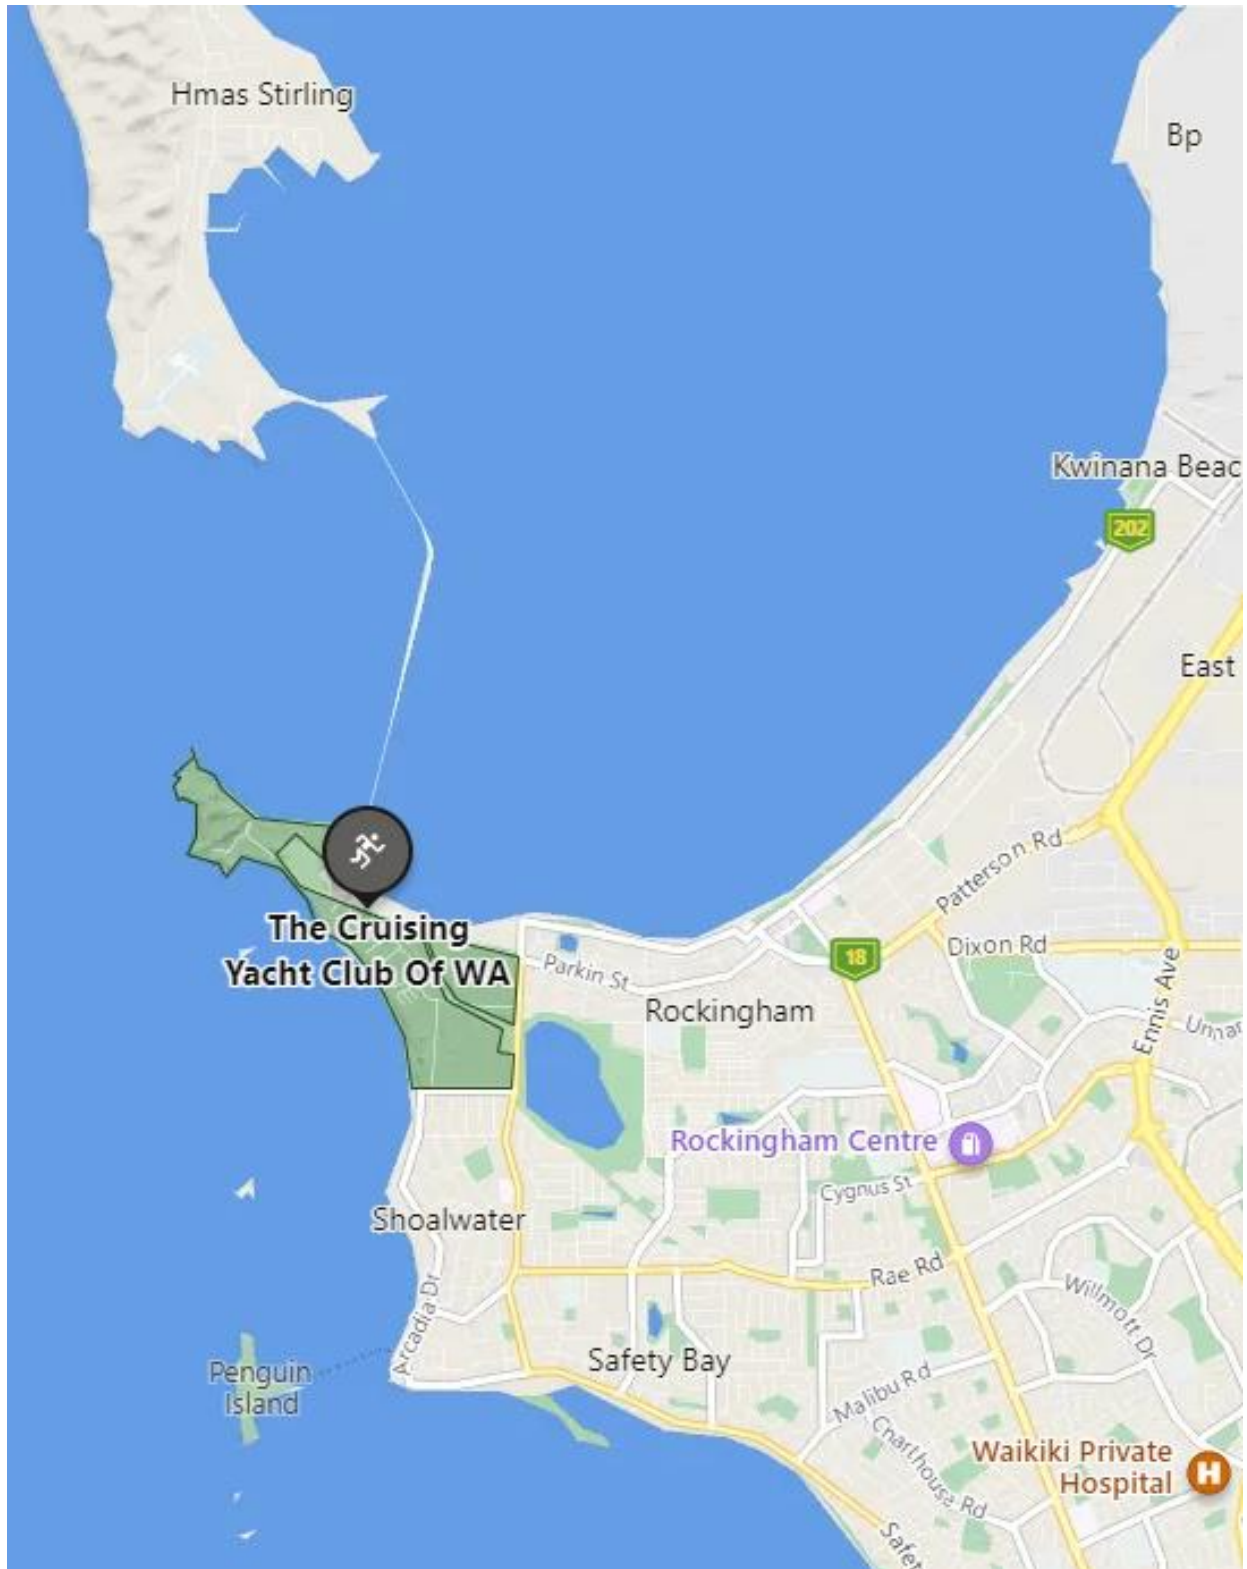 Hmas Stirling
Bp
Kwinana Beac
202
East
Patterson Rd
The Cruising
Yacht Club Of WA
Parkin St
18
Dixon Rd
Ennis Ave
Rockingham
Rockingham Centre
Cygnus St
Shoalwater
Rae Rd
Arcadia Dr
Willmott Dr
Penguin
Island
Safety Bay
Malibu Rd
Charthouse Rd
Waikiki Private
Hospital
H
Safet